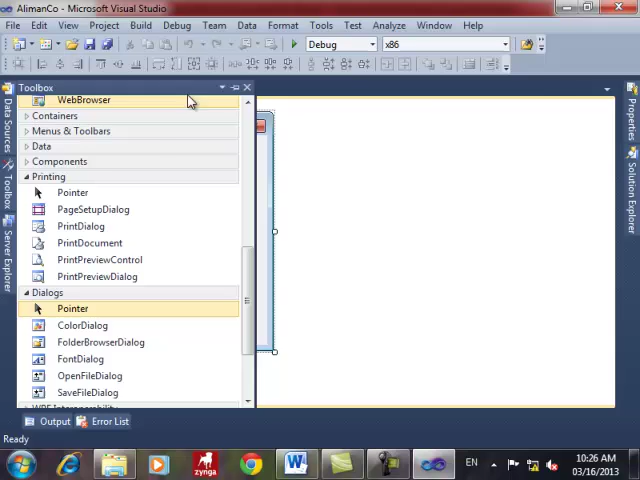 AlimanCo - Microsoft Visual Studio
File Edit View Project Build Debug Team Data Format Tools Test Analyze Window Help
Debug x86
Toolbox
WebBrowser
Containers
Menus & Toolbars
Data
Components
Printing
Pointer
PageSetupDialog
PrintDialog
PrintDocument
PrintPreviewControl
PrintPreviewDialog
Dialogs
Pointer
ColorDialog
FolderBrowserDialog
FontDialog
OpenFileDialog
SaveFileDialog
WPF Interoperability
Data Sources
Toolbox
Server Explorer
Properties
Solution Explorer
Output Error List
Ready
zynga
EN
10:26 AM
03/16/2013